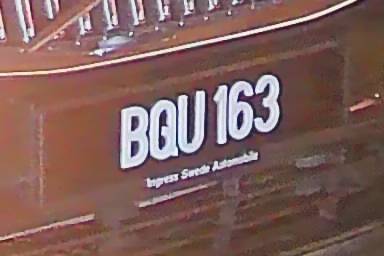 BQU 163
Ingress Swede Automobile